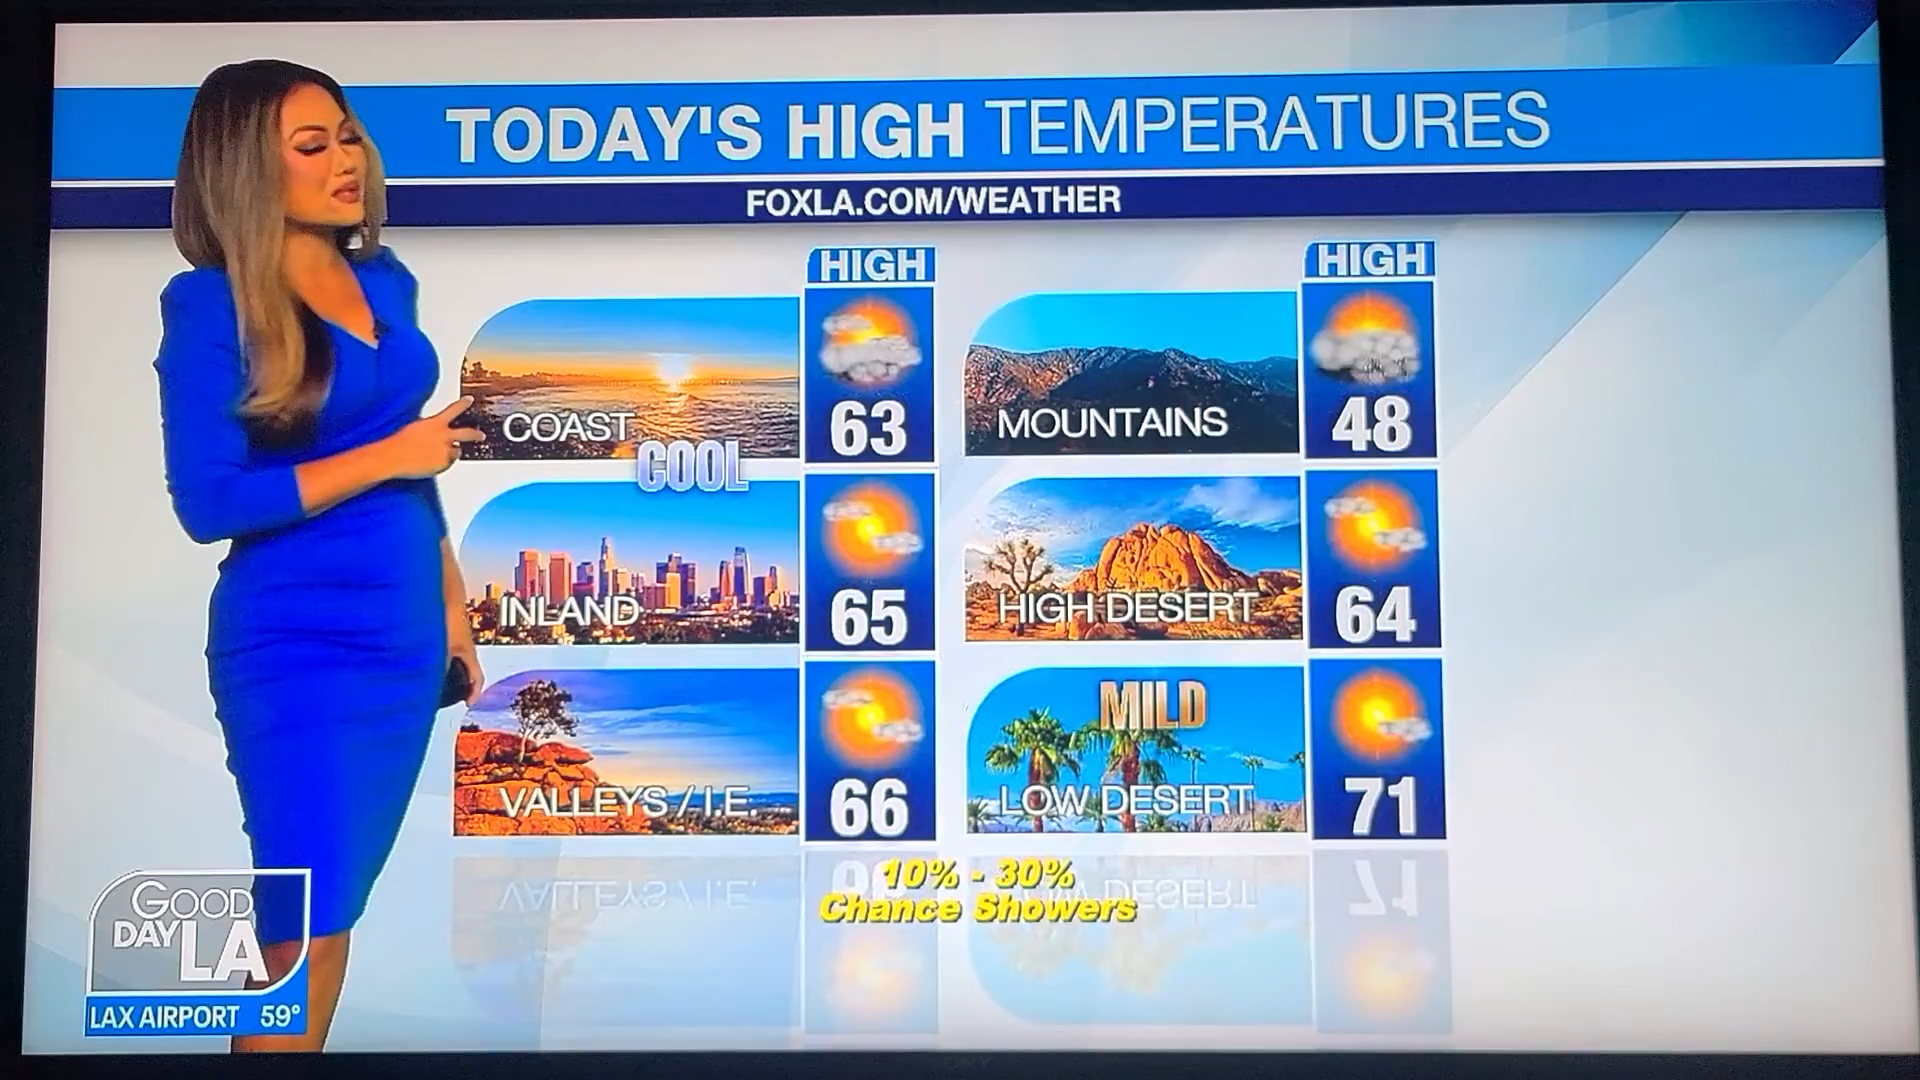 TODAY'S HIGH TEMPERATURES
FOXLA.COM/WEATHER
HIGH
HIGH
COAST
63
MOUNTAINS
48
COOL
INLAND
65
HIGH DESERT
64
VALLEYS / I.E.
66
MILD
LOW DESERT
71
10% - 30%
Chance Showers
GOOD
DAY LA
LAX AIRPORT 59°